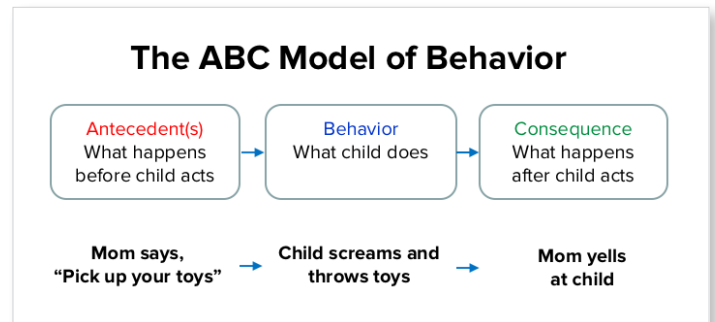 The ABC Model of Behavior
Antecedent(s)
What happens
before child acts
Behavior
What child does
Consequence
What happens
after child acts
Mom says,
“Pick up your toys”
Child screams and
throws toys
Mom yells
at child